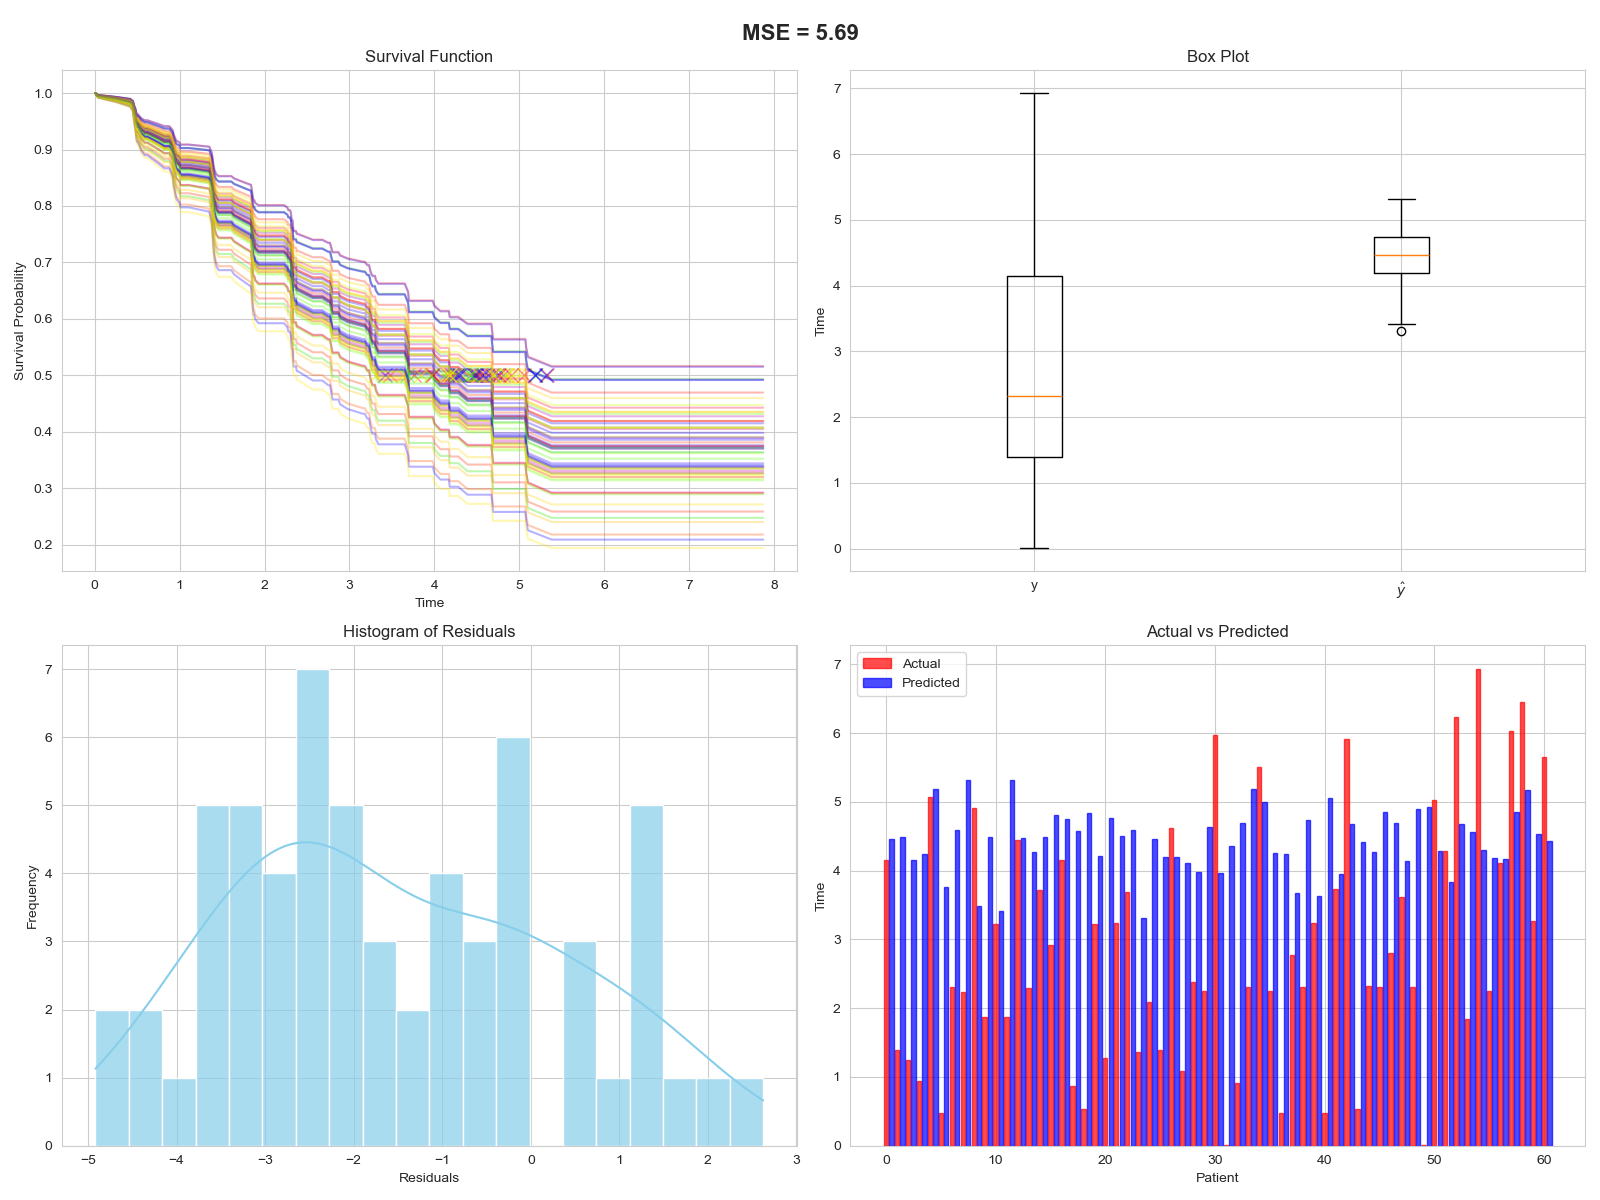 MSE = 5.69
Survival Function
Survival Probability
1.0
0.9
0.8
0.7
0.6
0.5
0.4
0.3
0.2
0 1 2 3 4 5 6 7 8
Time
Box Plot
Time
7
6
5
4
3
2
1
0
y ŷ
Histogram of Residuals
Frequency
7
6
5
4
3
2
1
0
−5 −4 −3 −2 −1 0 1 2 3
Residuals
Actual vs Predicted
Actual
Predicted
Time
7
6
5
4
3
2
1
0
0 10 20 30 40 50 60
Patient